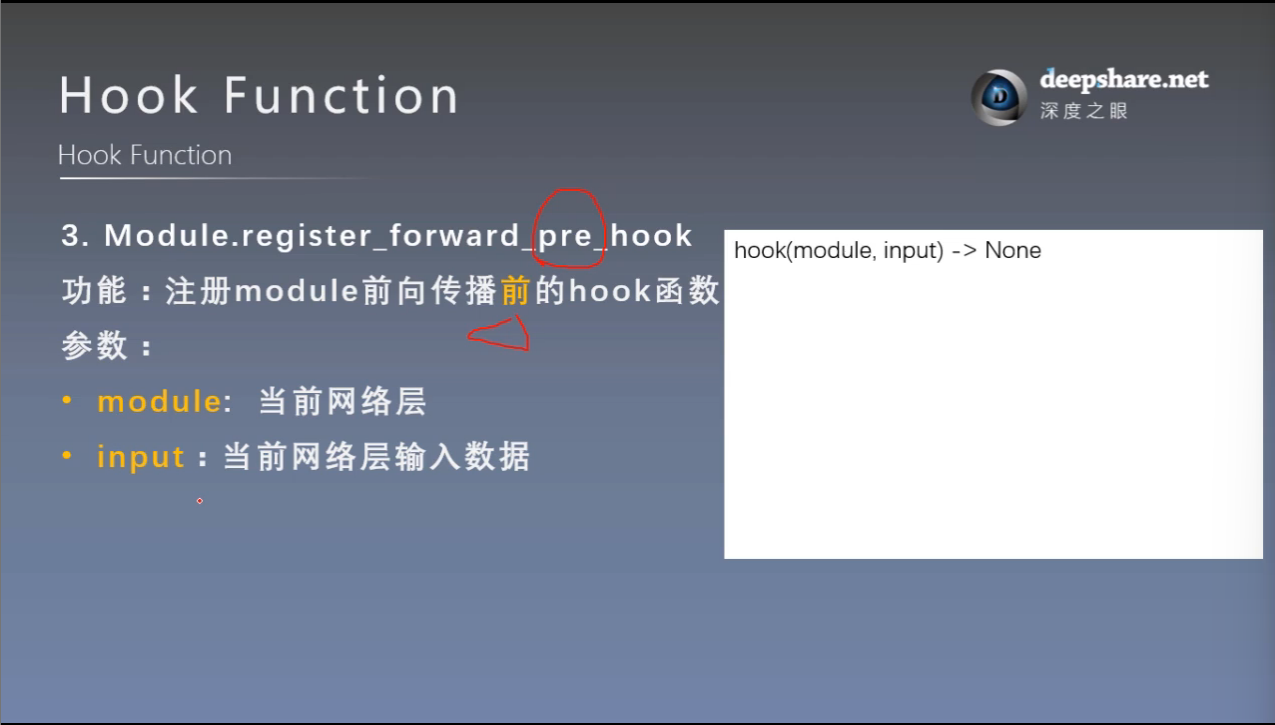 Hook Function
deepshare.net
深度之眼
Hook Function
3. Module.register_forward_pre_hook
功能：注册module前向传播前的hook函数
参数：
• module: 当前网络层
• input：当前网络层输入数据
hook(module, input) -> None